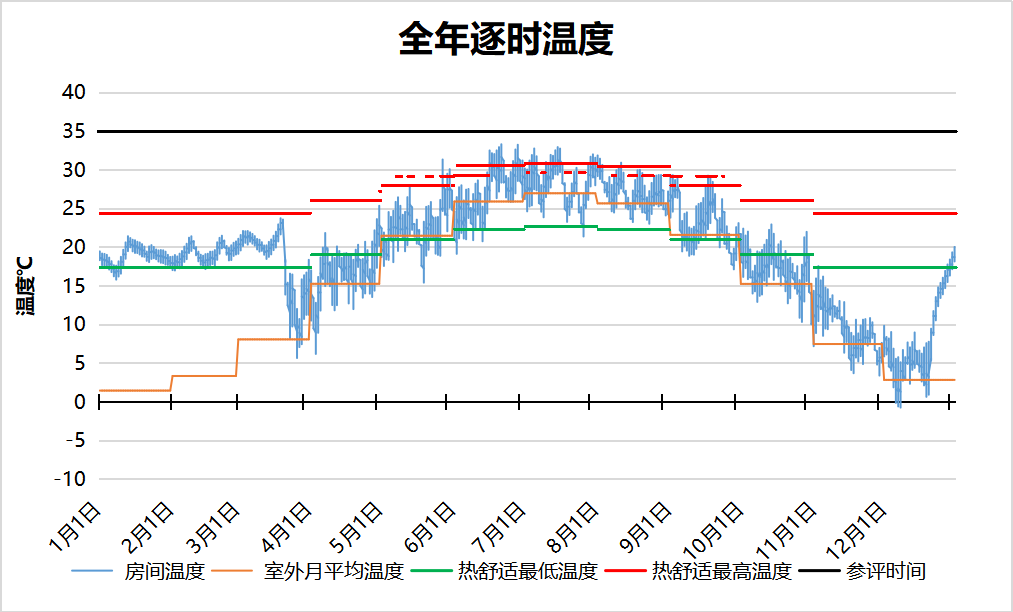 全年逐时温度
40
35
30
25
20
15
10
5
0
-5
-10
温度℃
1月1日
2月1日
3月1日
4月1日
5月1日
6月1日
7月1日
8月1日
9月1日
10月1日
11月1日
12月1日
房间温度 室外月平均温度 热舒适最低温度 热舒适最高温度 参评时间